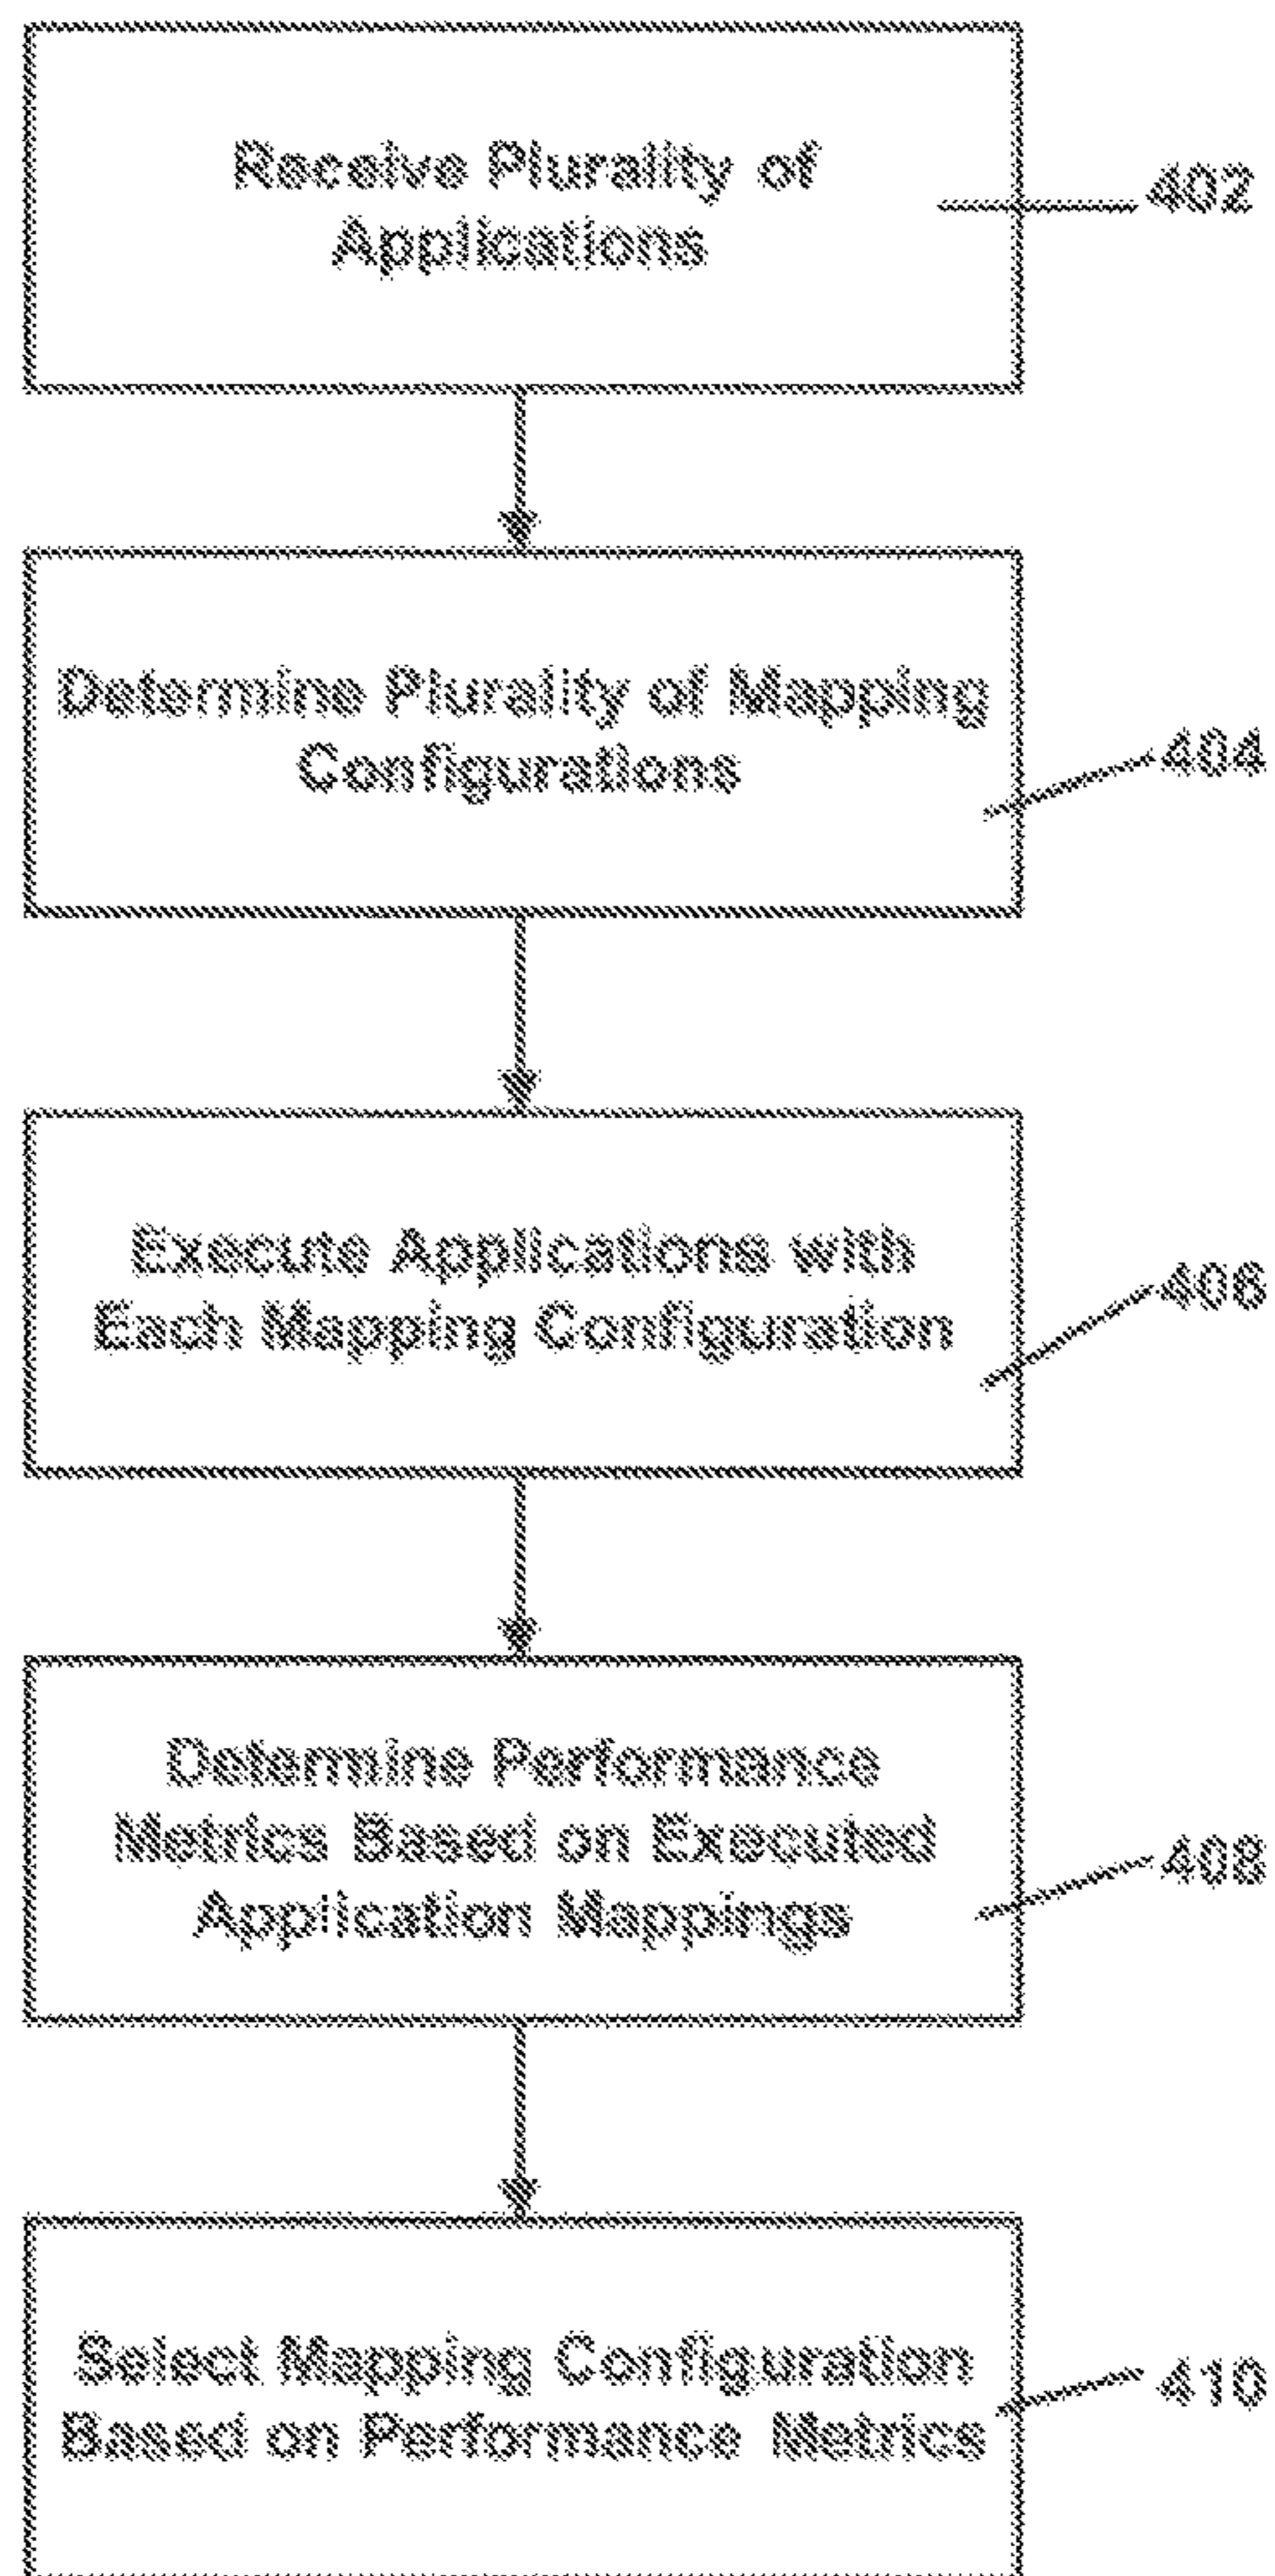 Receive Plurality of
Applications
402
Determine Plurality of Mapping
Configurations
404
Execute Applications with
Each Mapping Configuration
406
Determine Performance
Metrics Based on Executed
Application Mappings
408
Select Mapping Configuration
Based on Performance Metrics
410